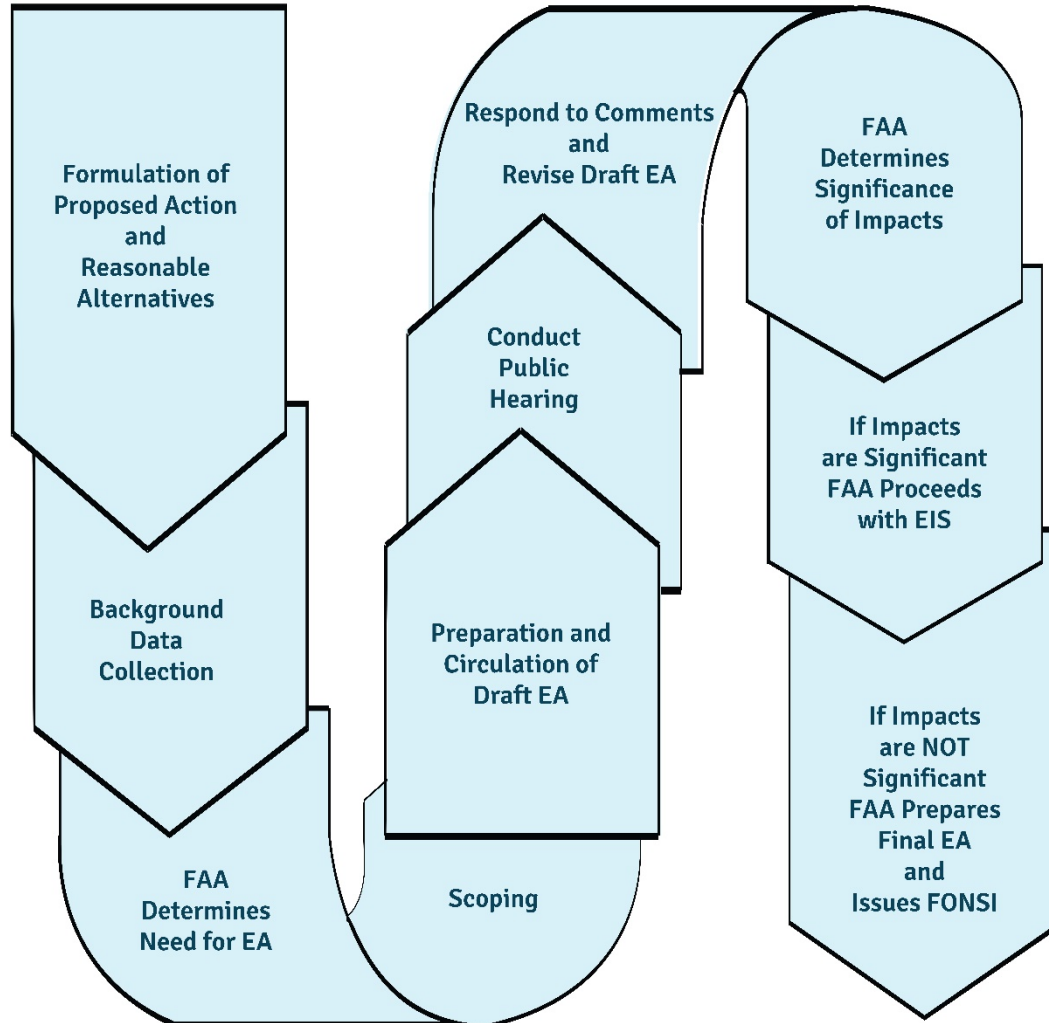 Formulation of
Proposed Action
and
Reasonable
Alternatives
Background
Data
Collection
FAA
Determines
Need for EA
Scoping
Preparation and
Circulation of
Draft EA
Conduct
Public
Hearing
Respond to Comments
and
Revise Draft EA
FAA
Determines
Significance
of Impacts
If Impacts
are Significant
FAA Proceeds
with EIS
If Impacts
are NOT
Significant
FAA Prepares
Final EA
and
Issues FONSI